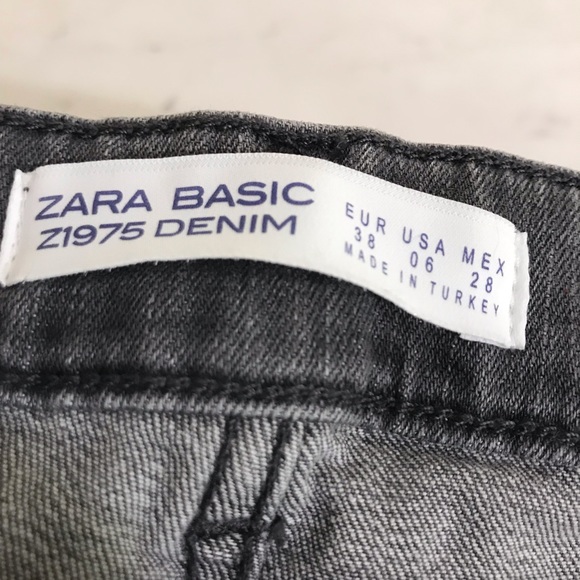 ZARA BASIC
Z1975 DENIM
EUR USA MEX
38 06 28
MADE IN TURKEY